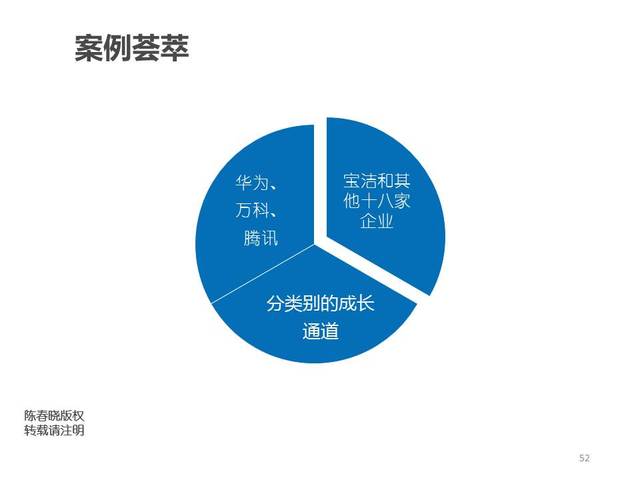 案例荟萃
华为、
万科、
腾讯
宝洁和其
他十八家
企业
分类别的成长
通道
陈春晓版权
转载请注明
52